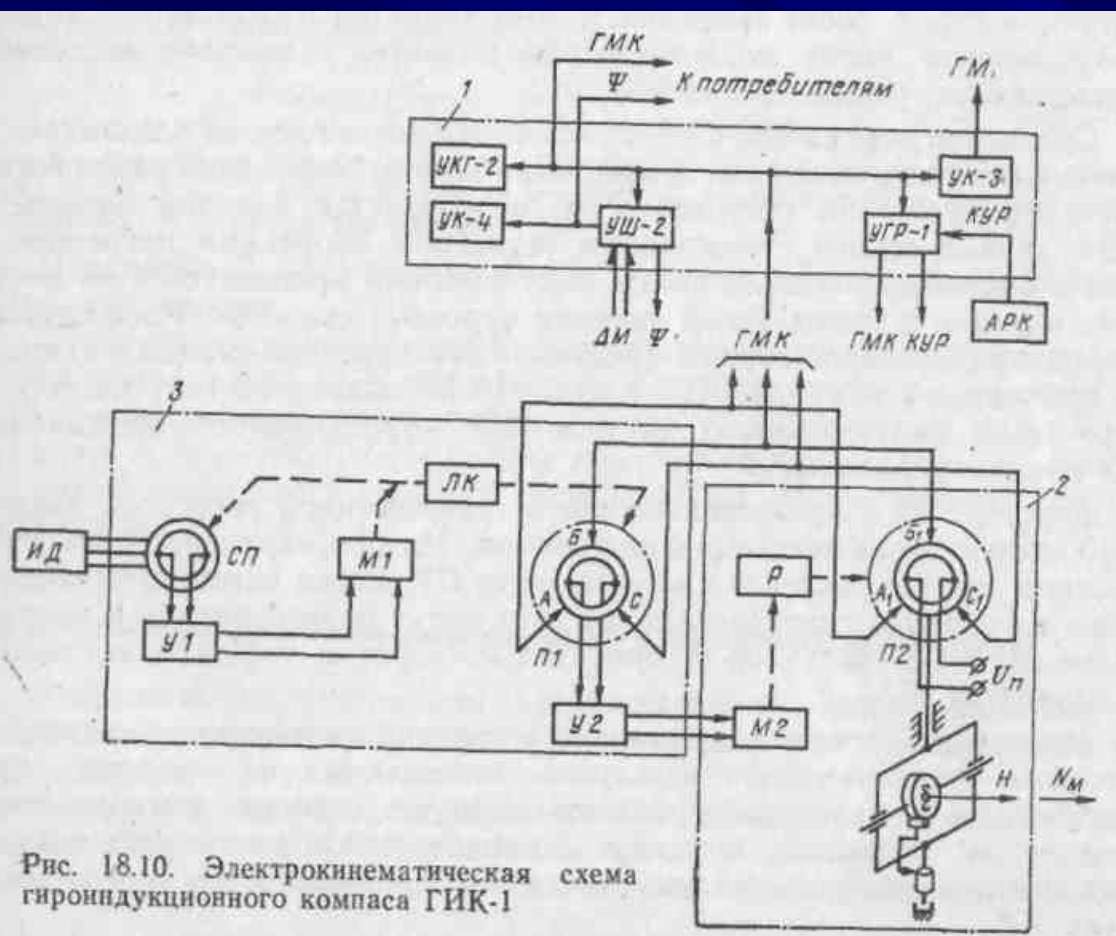 ГМК
Ψ К потребителям
ГМ
1
УКГ-2
УК-3
КУР
УК-4
УШ-2
УГР-1
АРК
ΔМ Ψ ГМК ГМК КУР
3
2
ЛК
ИД
СП
М1
Б
Б₁
Р
А С
А₁ С₁
У1
П1
П2
Uп
У2
М2
Н
Nм
Рис. 18.10. Электрокинематическая схема
гироиндукционного компаса ГИК-1